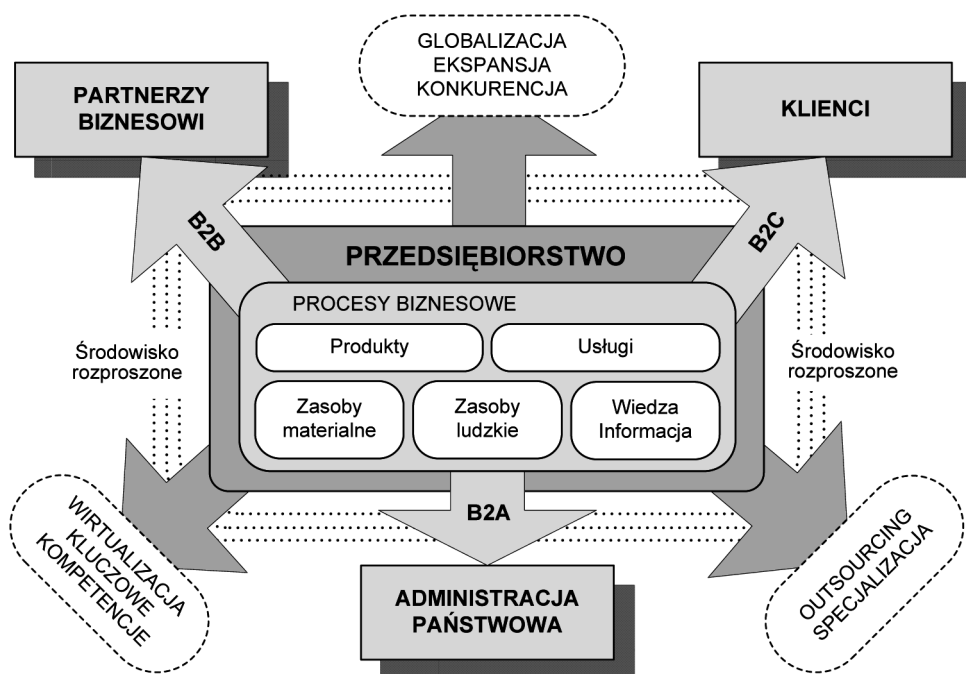 GLOBALIZACJA
EKSPANSJA
KONKURENCJA
PARTNERZY
BIZNESOWI
KLIENCI
B2B
B2C
PRZEDSIĘBIORSTWO
PROCESY BIZNESOWE
Produkty
Usługi
Środowisko
rozproszone
Środowisko
rozproszone
Zasoby
materialne
Zasoby
ludzkie
Wiedza
Informacja
B2A
WIRTUALIZACJA
KLUCZOWE
KOMPETENCJE
OUTSOURCING
SPECJALIZACJA
ADMINISTRACJA
PAŃSTWOWA